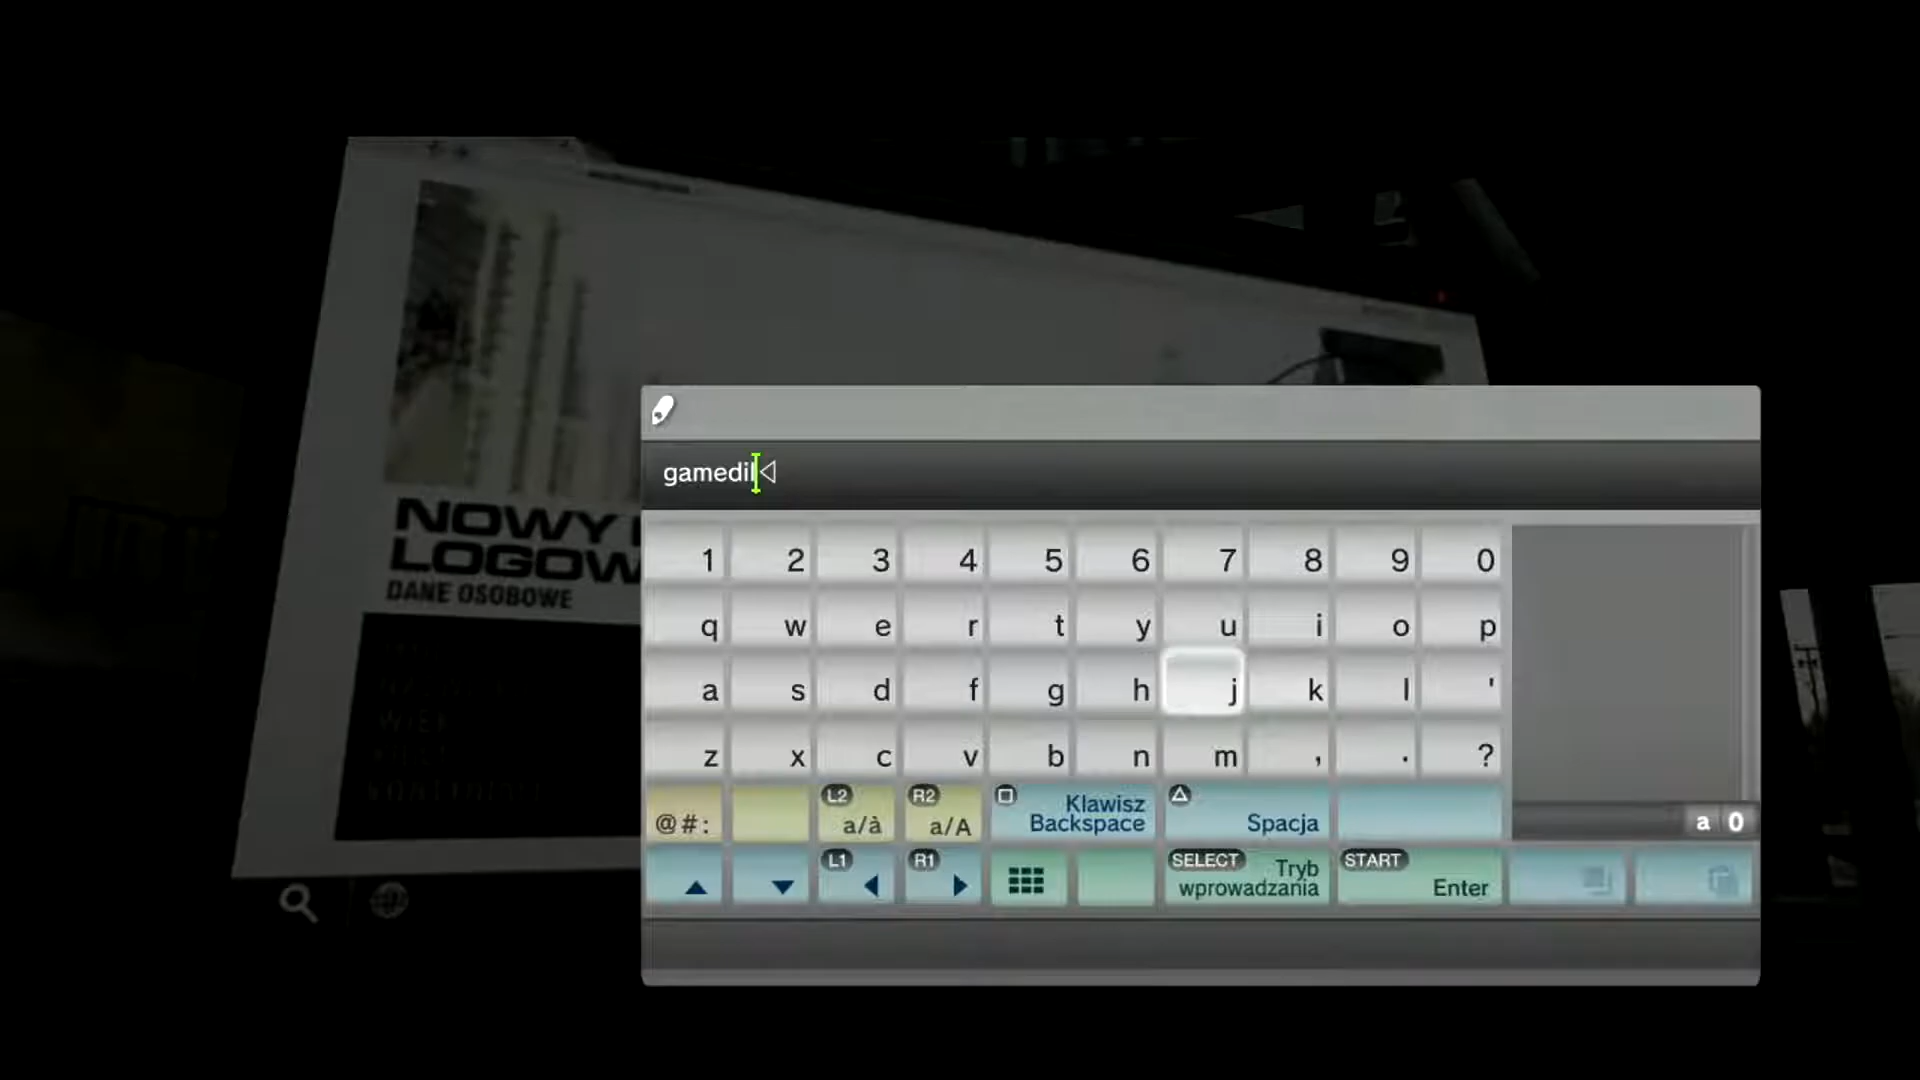 gamedil
1 2 3 4 5 6 7 8 9 0
q w e r t y u i o p
a s d f g h j k l '
z x c v b n m , . ?
@#: L2 a/à R2 a/A Klawisz Backspace Spacja
L1 R1 SELECT Tryb wprowadzania START Enter
a 0
NOWY
LOGOW
DANE OSOBOWE